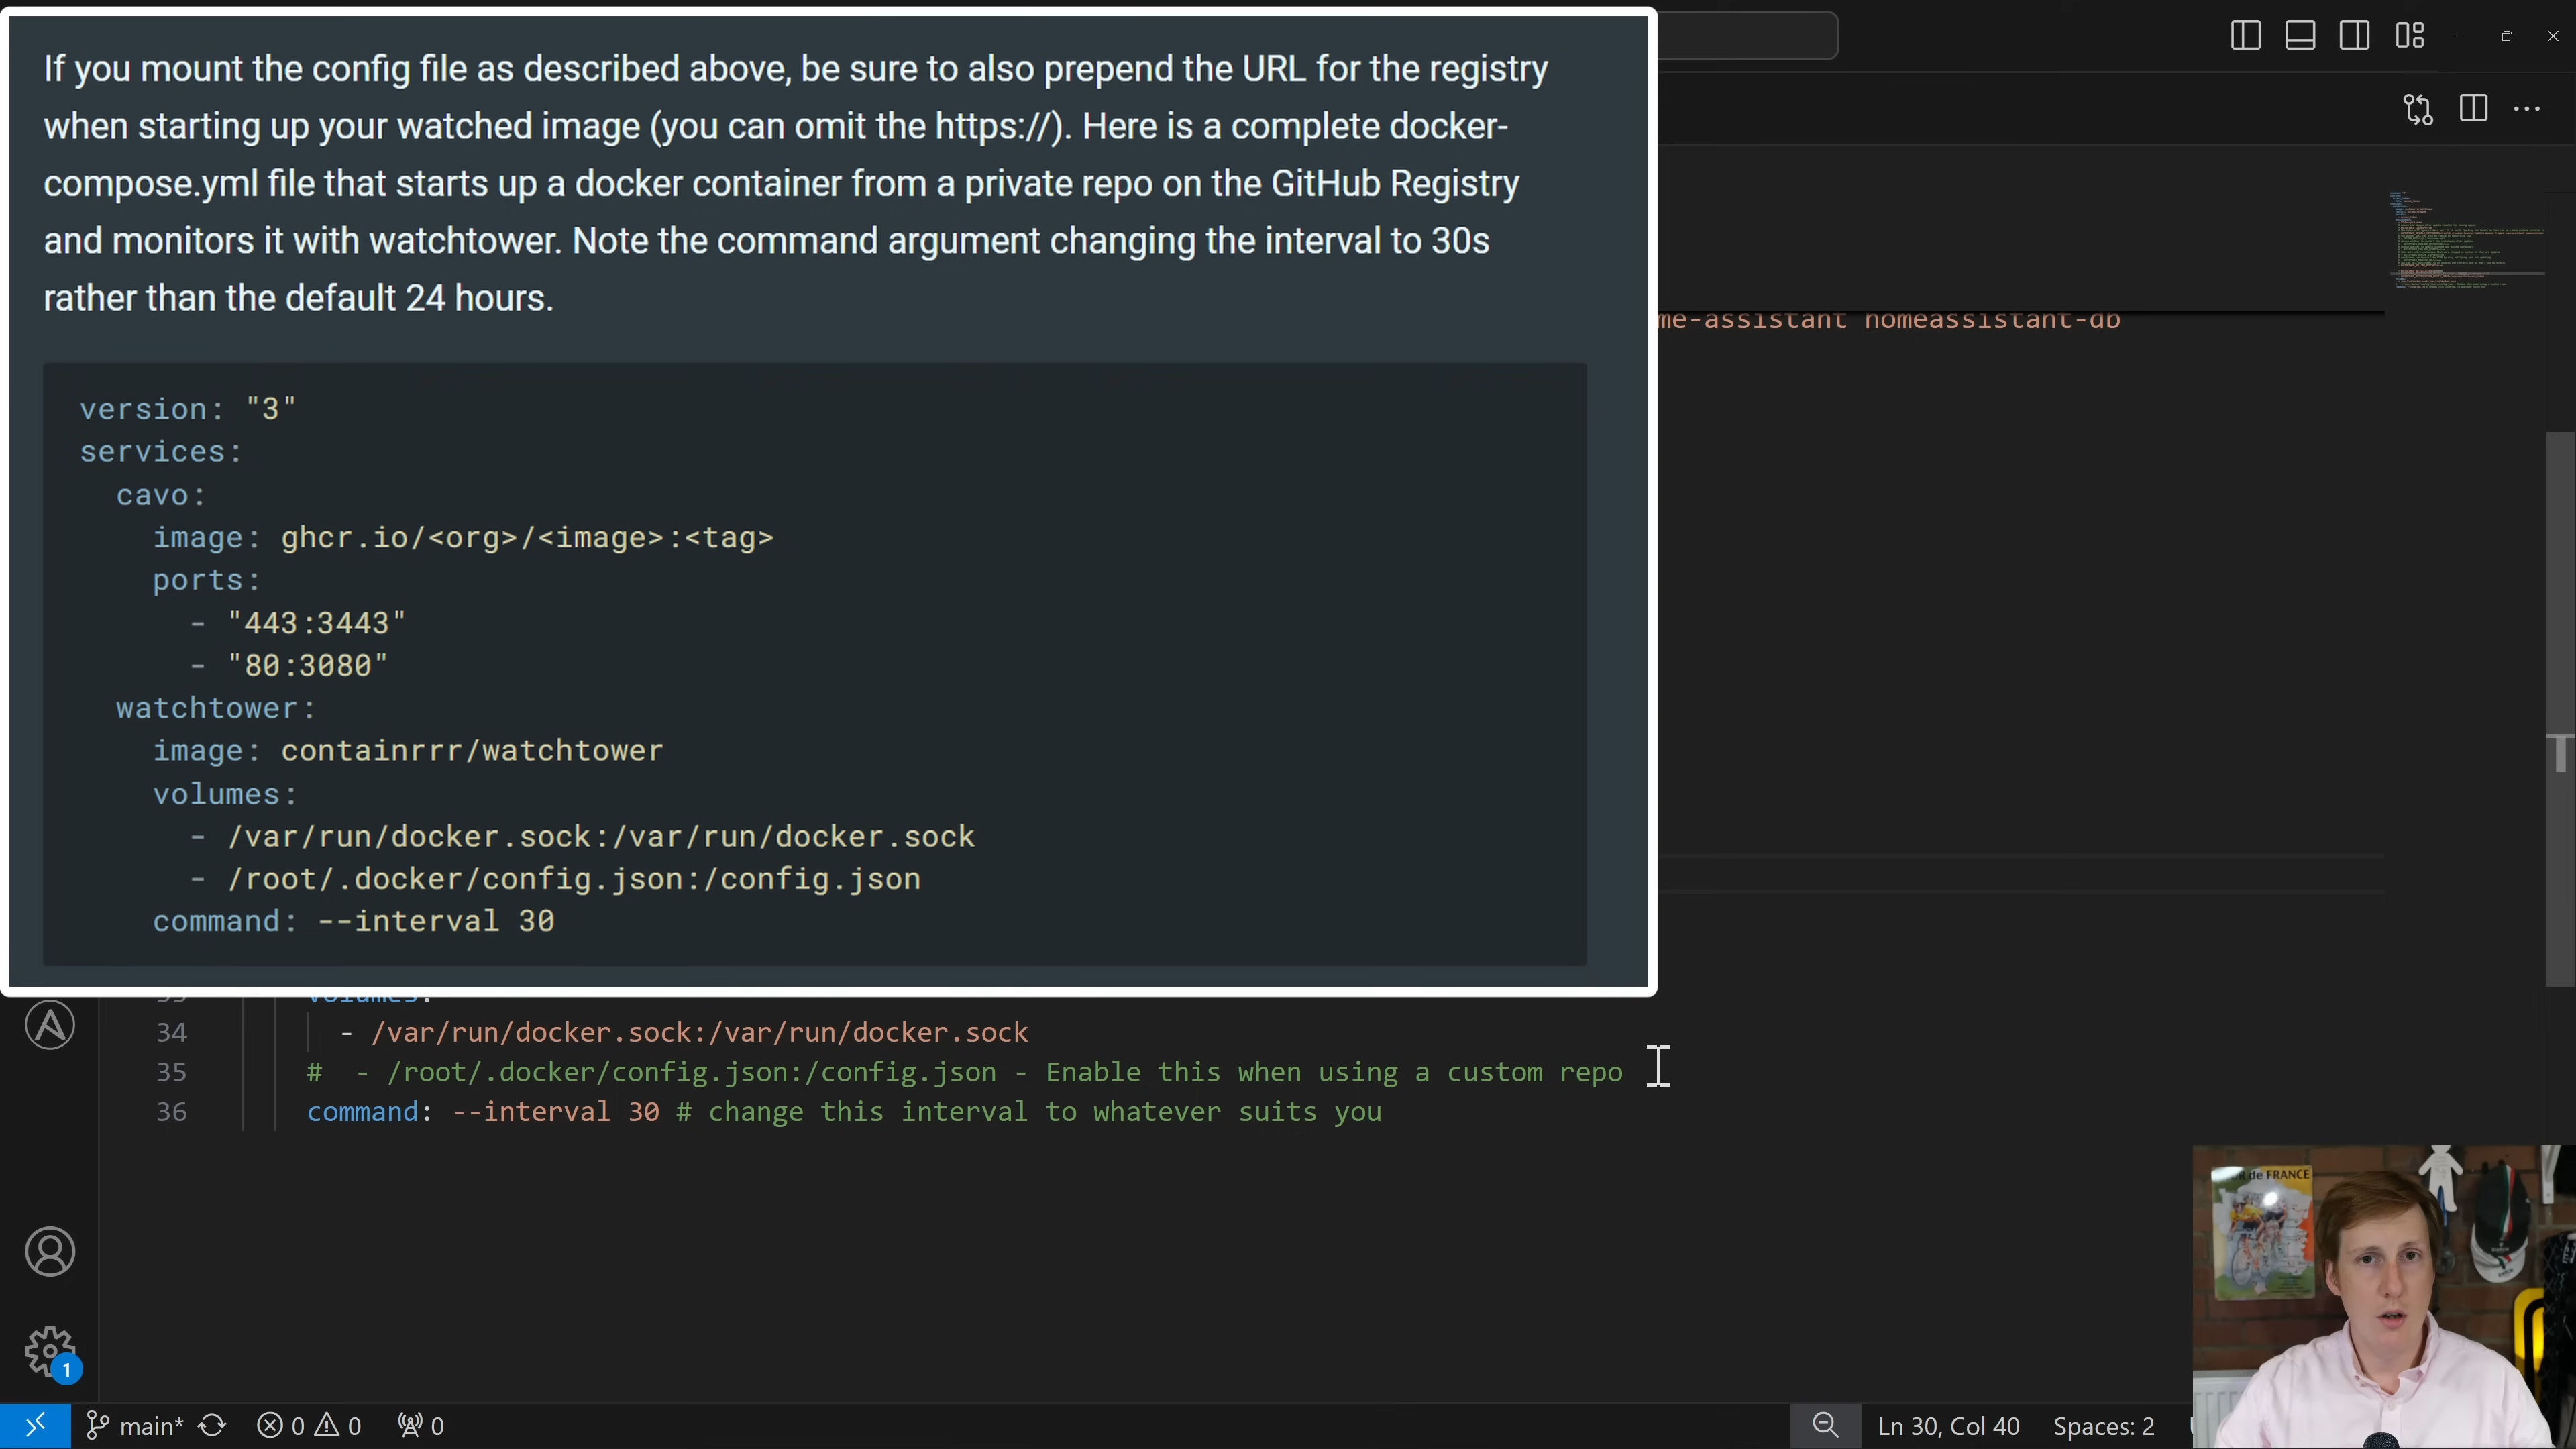 If you mount the config file as described above, be sure to also prepend the URL for the registry
when starting up your watched image (you can omit the https://). Here is a complete docker-
compose.yml file that starts up a docker container from a private repo on the GitHub Registry
and monitors it with watchtower. Note the command argument changing the interval to 30s
rather than the default 24 hours.
me-assistant homeassistant-db
version: "3"
services:
cavo:
image: ghcr.io/<org>/<image>:<tag>
ports:
- "443:3443"
- "80:3080"
watchtower:
image: containrrr/watchtower
volumes:
- /var/run/docker.sock:/var/run/docker.sock
- /root/.docker/config.json:/config.json
command: --interval 30
volumes:
34 - /var/run/docker.sock:/var/run/docker.sock
35 # - /root/.docker/config.json:/config.json - Enable this when using a custom repo
36 command: --interval 30 # change this interval to whatever suits you
de FRANCE
1
main* 0 0 0 Ln 30, Col 40 Spaces: 2